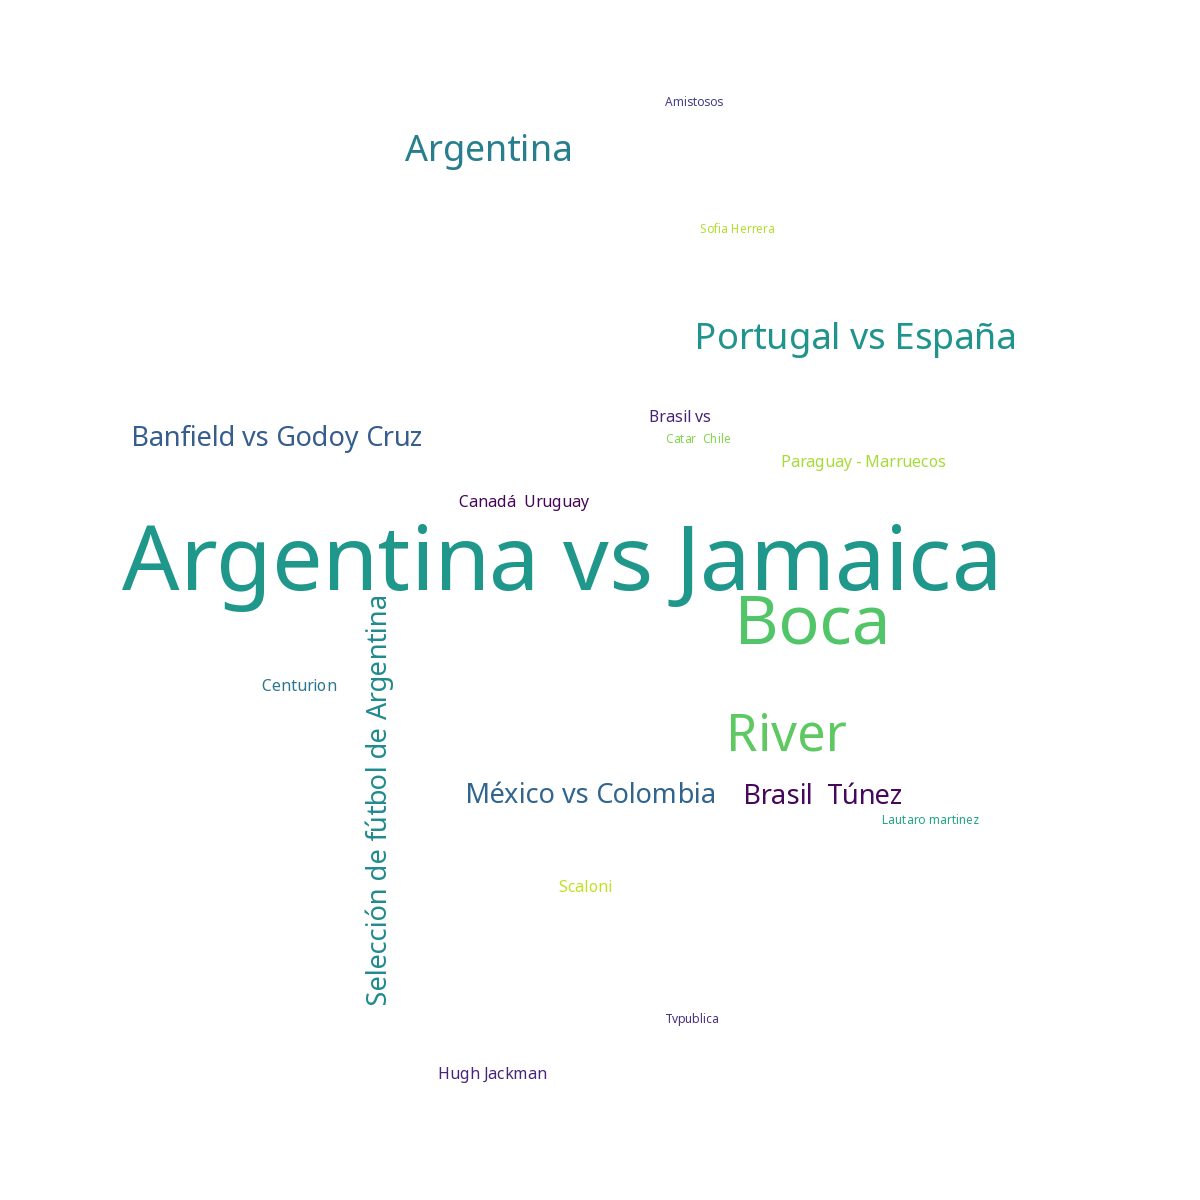 Amistosos
Argentina
Sofia Herrera
Portugal vs España
Brasil vs
Banfield vs Godoy Cruz
Catar  Chile
Paraguay - Marruecos
Canadá  Uruguay
Argentina vs Jamaica
Boca
Centurion
Selección de fútbol de Argentina
River
México vs Colombia
Brasil  Túnez
Lautaro martinez
Scaloni
Tvpublica
Hugh Jackman